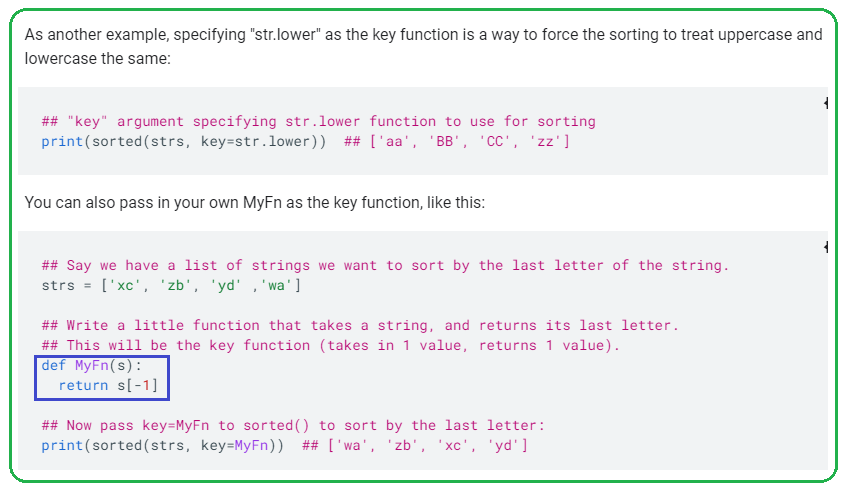 As another example, specifying "str.lower" as the key function is a way to force the sorting to treat uppercase and
lowercase the same:
## "key" argument specifying str.lower function to use for sorting
print(sorted(strs, key=str.lower))  ## ['aa', 'BB', 'CC', 'zz']
You can also pass in your own MyFn as the key function, like this:
## Say we have a list of strings we want to sort by the last letter of the string.
strs = ['xc', 'zb', 'yd' ,'wa']
## Write a little function that takes a string, and returns its last letter.
## This will be the key function (takes in 1 value, returns 1 value).
def MyFn(s):
  return s[-1]
## Now pass key=MyFn to sorted() to sort by the last letter:
print(sorted(strs, key=MyFn))  ## ['wa', 'zb', 'xc', 'yd']